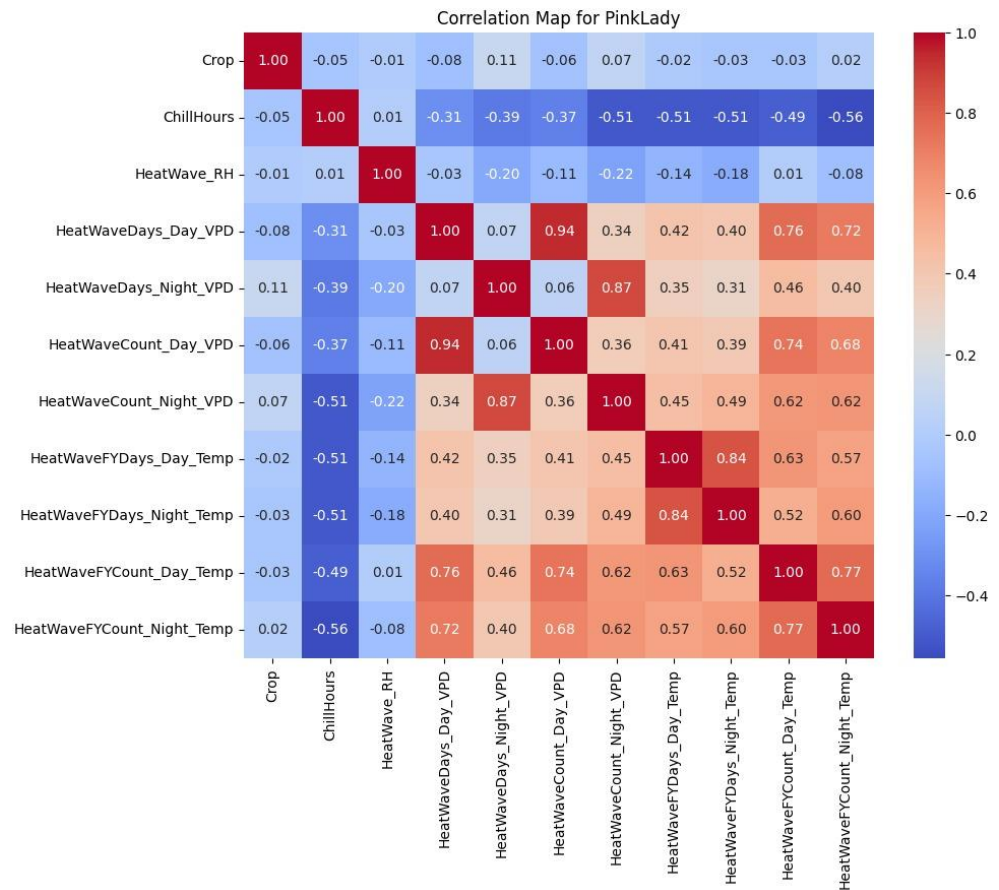 Correlation Map for PinkLady
Crop 1.00 -0.05 -0.01 -0.08 0.11 -0.06 0.07 -0.02 -0.03 -0.03 0.02
ChillHours -0.05 1.00 0.01 -0.31 -0.39 -0.37 -0.51 -0.51 -0.51 -0.49 -0.56
HeatWave_RH -0.01 0.01 1.00 -0.03 -0.20 -0.11 -0.22 -0.14 -0.18 0.01 -0.08
HeatWaveDays_Day_VPD -0.08 -0.31 -0.03 1.00 0.07 0.94 0.34 0.42 0.40 0.76 0.72
HeatWaveDays_Night_VPD 0.11 -0.39 -0.20 0.07 1.00 0.06 0.87 0.35 0.31 0.46 0.40
HeatWaveCount_Day_VPD -0.06 -0.37 -0.11 0.94 0.06 1.00 0.36 0.41 0.39 0.74 0.68
HeatWaveCount_Night_VPD 0.07 -0.51 -0.22 0.34 0.87 0.36 1.00 0.45 0.49 0.62 0.62
HeatWaveFYDays_Day_Temp -0.02 -0.51 -0.14 0.42 0.35 0.41 0.45 1.00 0.84 0.63 0.57
HeatWaveFYDays_Night_Temp -0.03 -0.51 -0.18 0.40 0.31 0.39 0.49 0.84 1.00 0.52 0.60
HeatWaveFYCount_Day_Temp -0.03 -0.49 0.01 0.76 0.46 0.74 0.62 0.63 0.52 1.00 0.77
HeatWaveFYCount_Night_Temp 0.02 -0.56 -0.08 0.72 0.40 0.68 0.62 0.57 0.60 0.77 1.00
Crop
ChillHours
HeatWave_RH
HeatWaveDays_Day_VPD
HeatWaveDays_Night_VPD
HeatWaveCount_Day_VPD
HeatWaveCount_Night_VPD
HeatWaveFYDays_Day_Temp
HeatWaveFYDays_Night_Temp
HeatWaveFYCount_Day_Temp
HeatWaveFYCount_Night_Temp
1.0
0.8
0.6
0.4
0.2
0.0
−0.2
−0.4